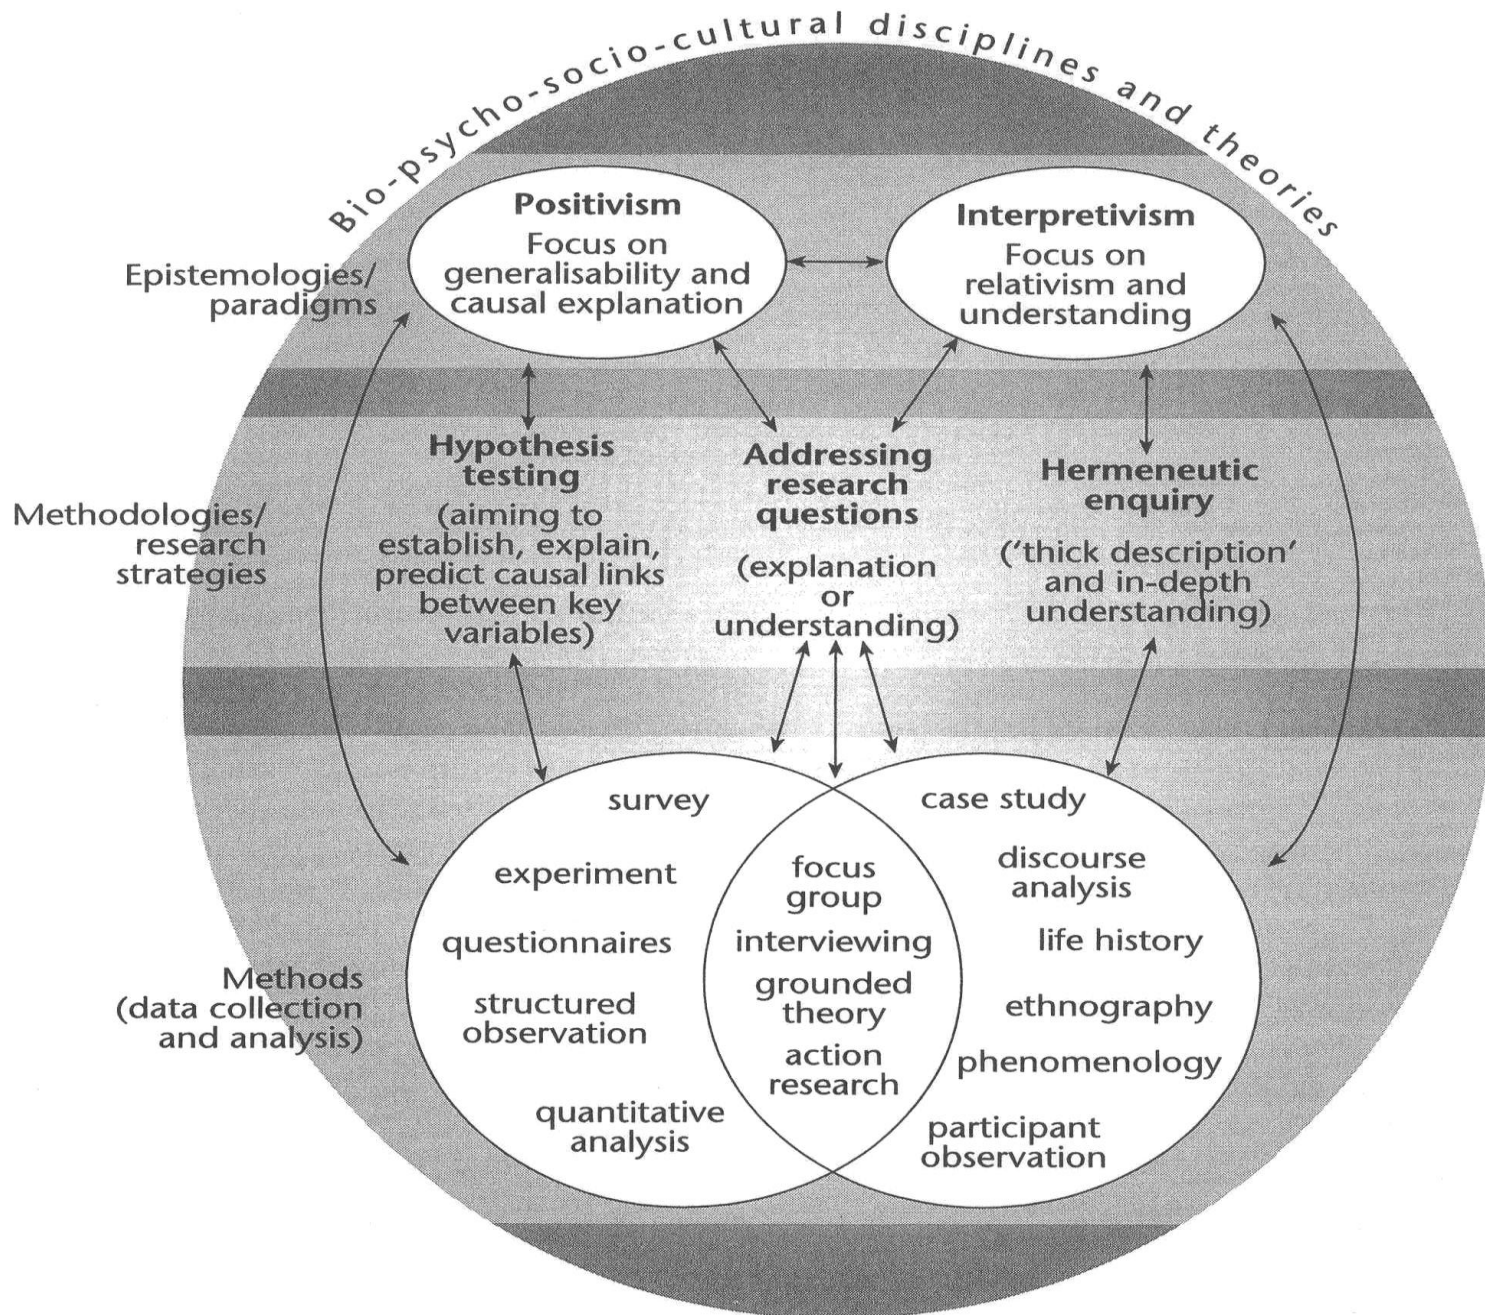 Bio-psycho-socio-cultural disciplines and theories
Epistemologies/
paradigms
Positivism
Focus on
generalisability and
causal explanation
Interpretivism
Focus on
relativism and
understanding
Methodologies/
research
strategies
Hypothesis
testing
(aiming to
establish, explain,
predict causal links
between key
variables)
Addressing
research
questions
(explanation
or
understanding)
Hermeneutic
enquiry
(‘thick description’
and in-depth
understanding)
Methods
(data collection
and analysis)
survey
experiment
questionnaires
structured
observation
quantitative
analysis
focus
group
interviewing
grounded
theory
action
research
case study
discourse
analysis
life history
ethnography
phenomenology
participant
observation